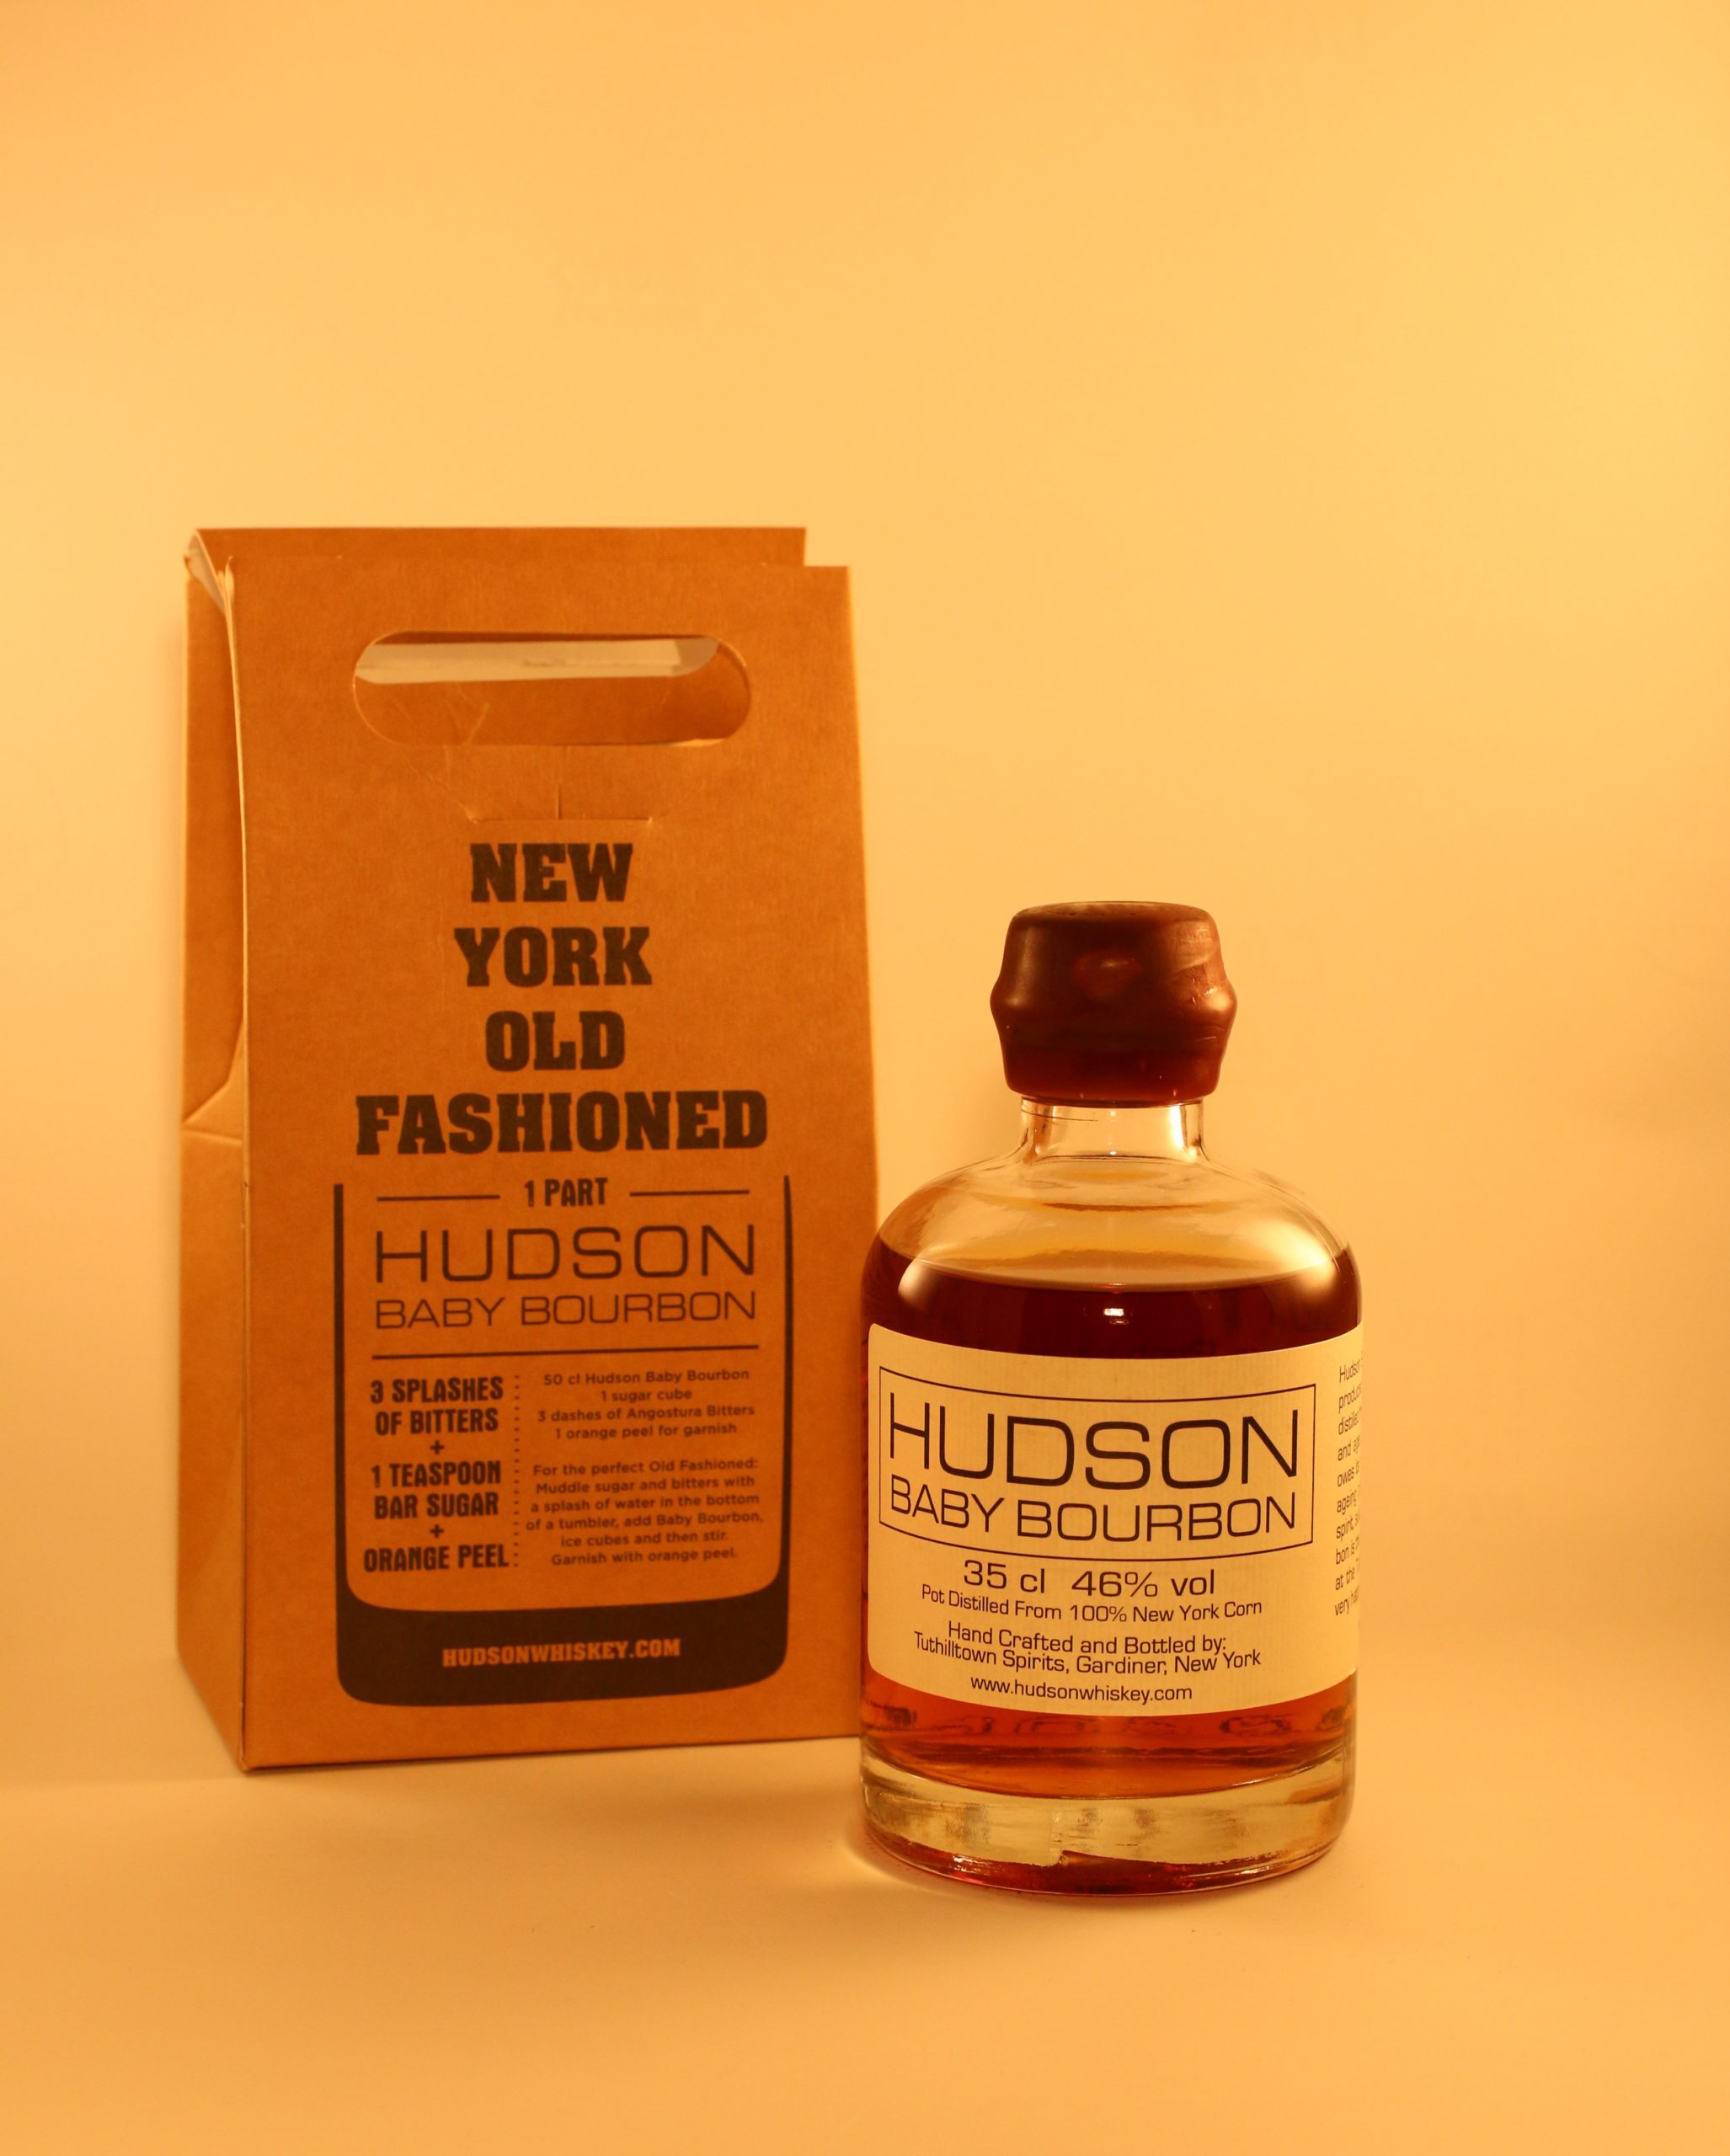 NEW
YORK
OLD
FASHIONED
1 PART
HUDSON
BABY BOURBON
3 SPLASHES
OF BITTERS
+
1 TEASPOON
BAR SUGAR
+
ORANGE PEEL
50 cl Hudson Baby Bourbon
1 sugar cube
3 dashes of Angostura Bitters
1 orange peel for garnish
For the perfect Old Fashioned:
Muddle sugar and bitters with
a splash of water in the bottom
of a tumbler, add Baby Bourbon,
ice cubes and then stir.
Garnish with orange peel.
HUDSONWHISKEY.COM
HUDSON
BABY BOURBON
35 cl 46% vol
Pot Distilled From 100% New York Corn
Hand Crafted and Bottled by:
Tuthilltown Spirits, Gardiner, New York
www.hudsonwhiskey.com
and
at the
very